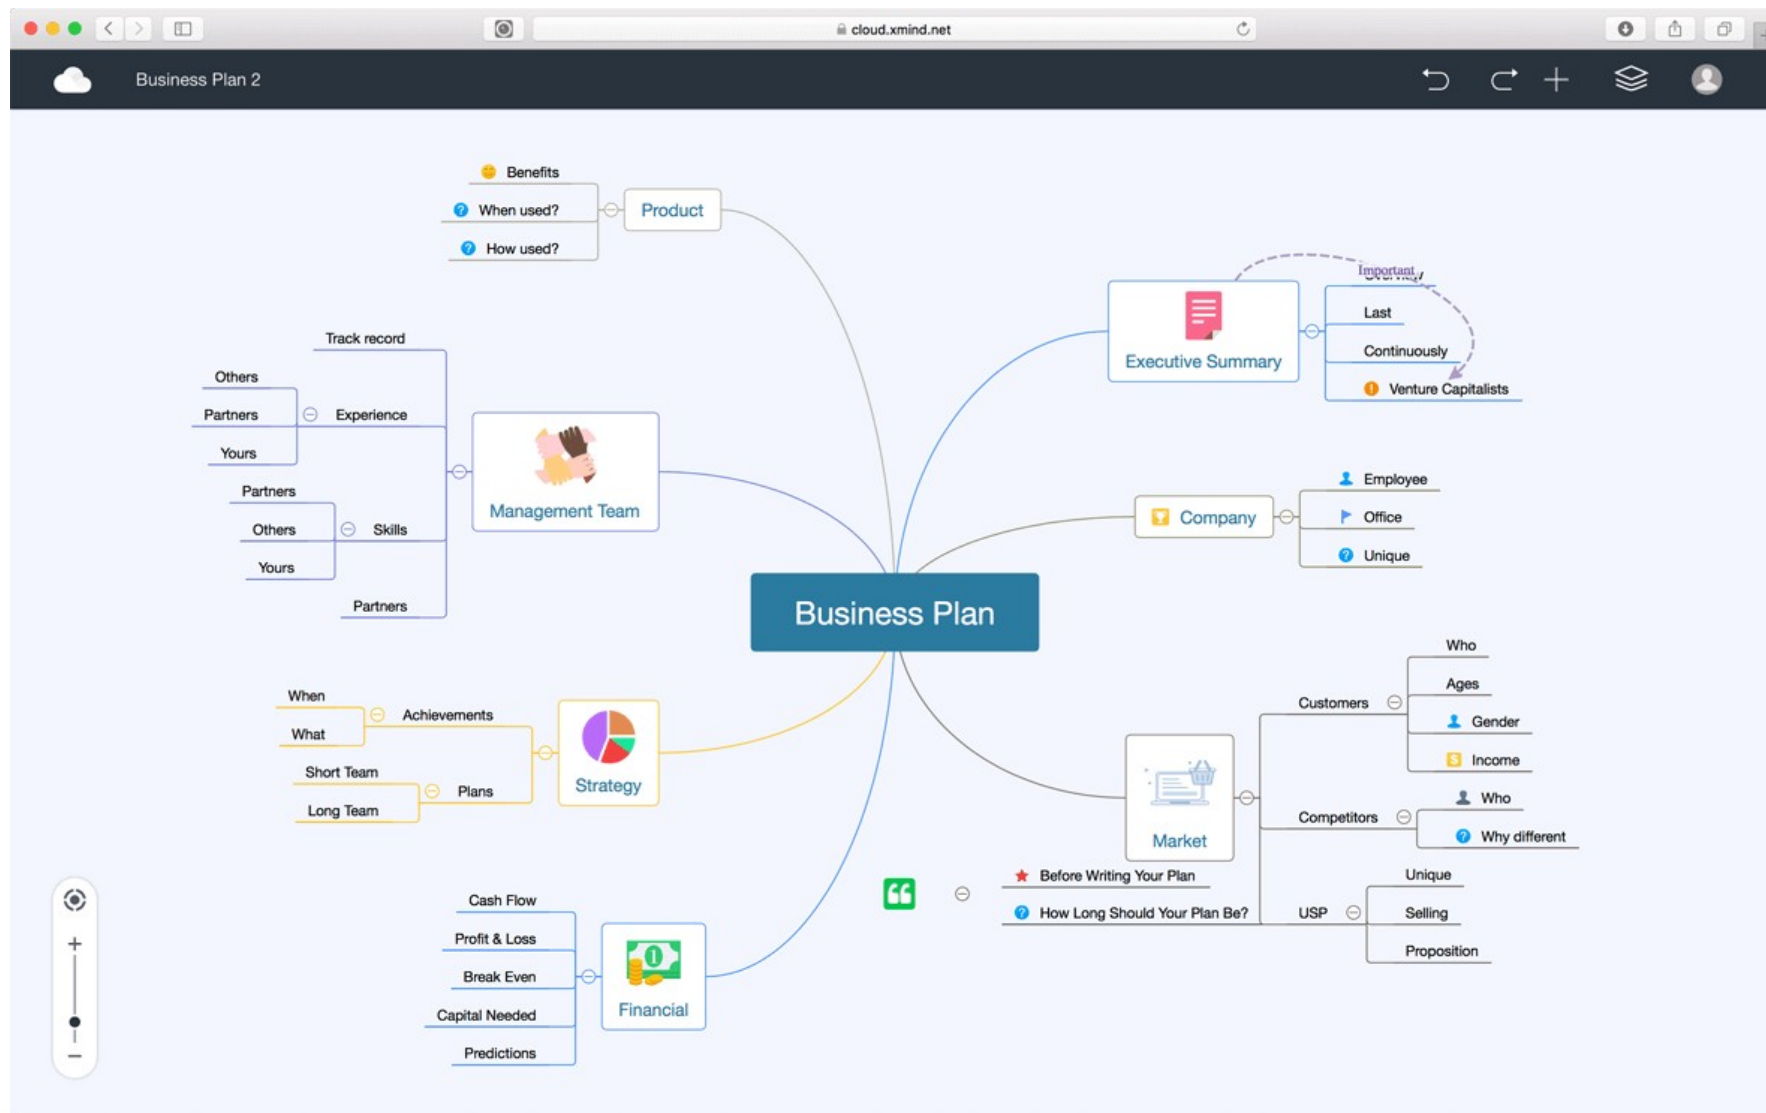 cloud.xmind.net
Business Plan 2
Benefits
When used?
How used?
Product
Important
Overview
Last
Continuously
Venture Capitalists
Executive Summary
Track record
Others
Partners
Yours
Experience
Partners
Others
Yours
Skills
Partners
Management Team
Employee
Office
Unique
Company
Business Plan
When
What
Achievements
Short Team
Long Team
Plans
Strategy
Who
Ages
Gender
Income
Customers
Who
Why different
Competitors
Unique
Selling
Proposition
USP
Market
Before Writing Your Plan
How Long Should Your Plan Be?
Cash Flow
Profit & Loss
Break Even
Capital Needed
Predictions
1
Financial